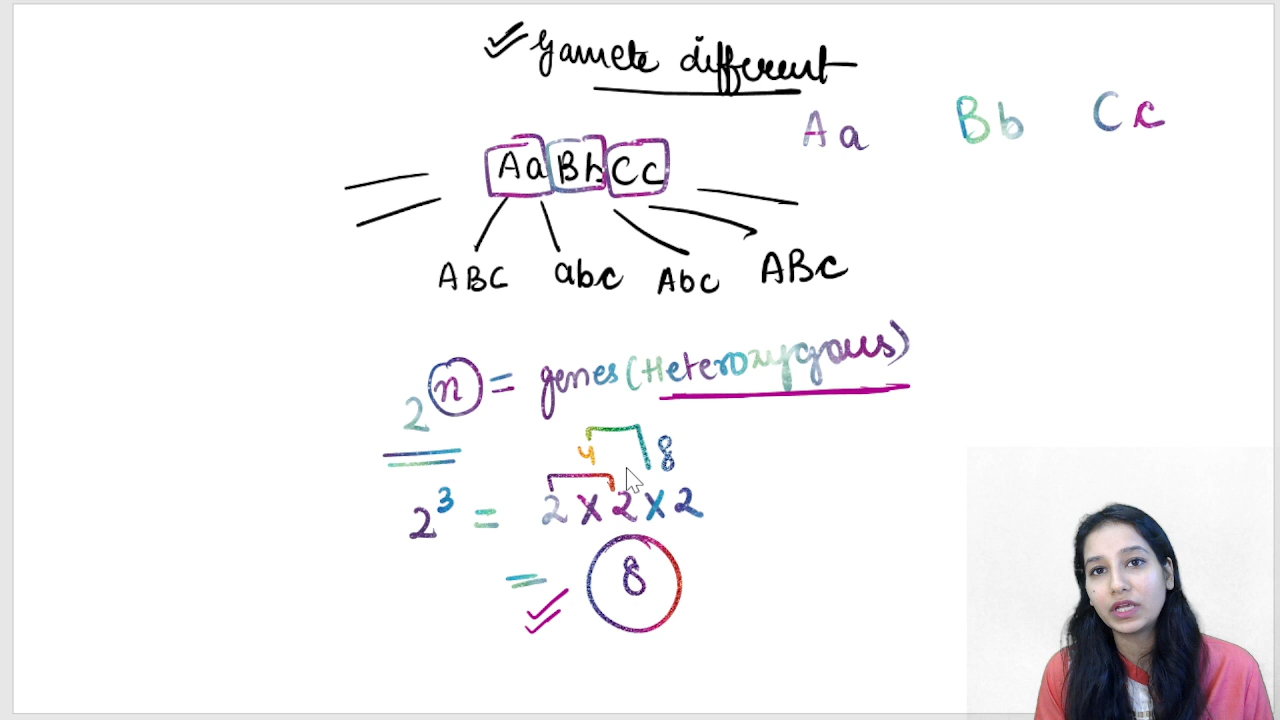 Gamete different
Aa Bb Cc
AaBbCc
ABC abc Abc ABc
2^n = genes (Heterozygous)
4 8
2^3 = 2 x 2 x 2
= 8